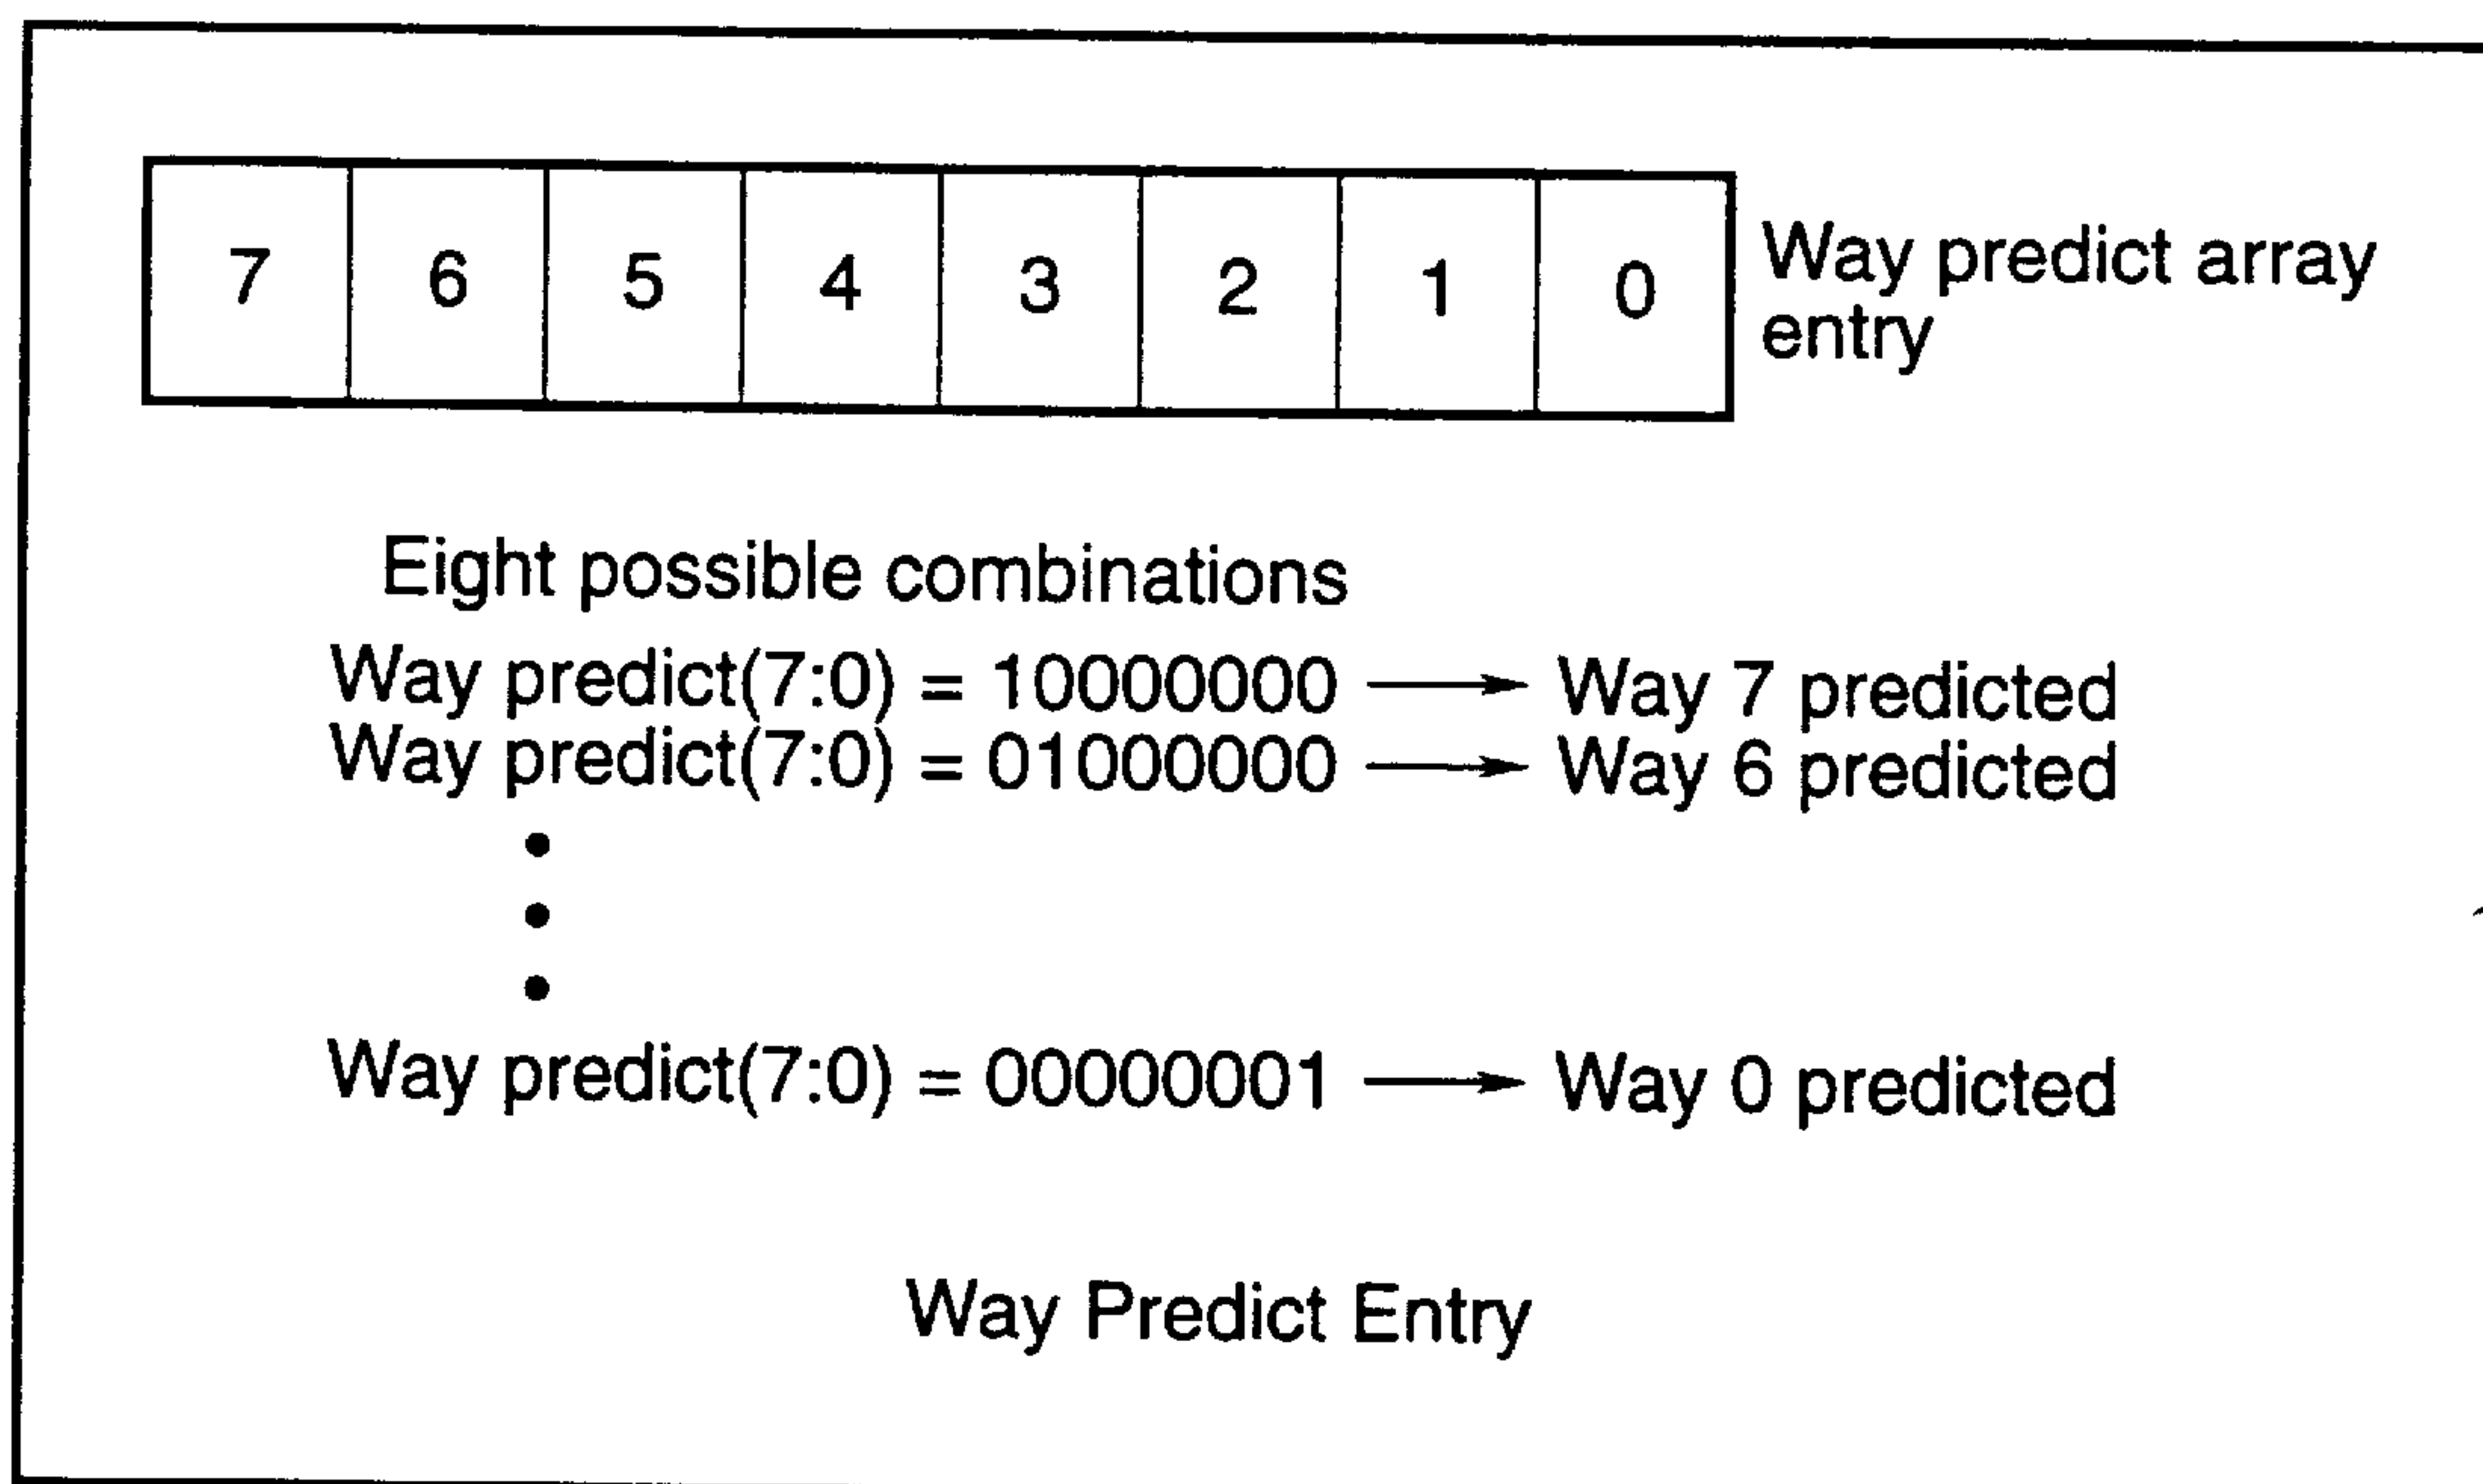 7 6 5 4 3 2 1 0
Way predict array
entry
Eight possible combinations
Way predict(7:0) = 10000000 → Way 7 predicted
Way predict(7:0) = 01000000 → Way 6 predicted
•
•
•
Way predict(7:0) = 00000001 → Way 0 predicted
Way Predict Entry